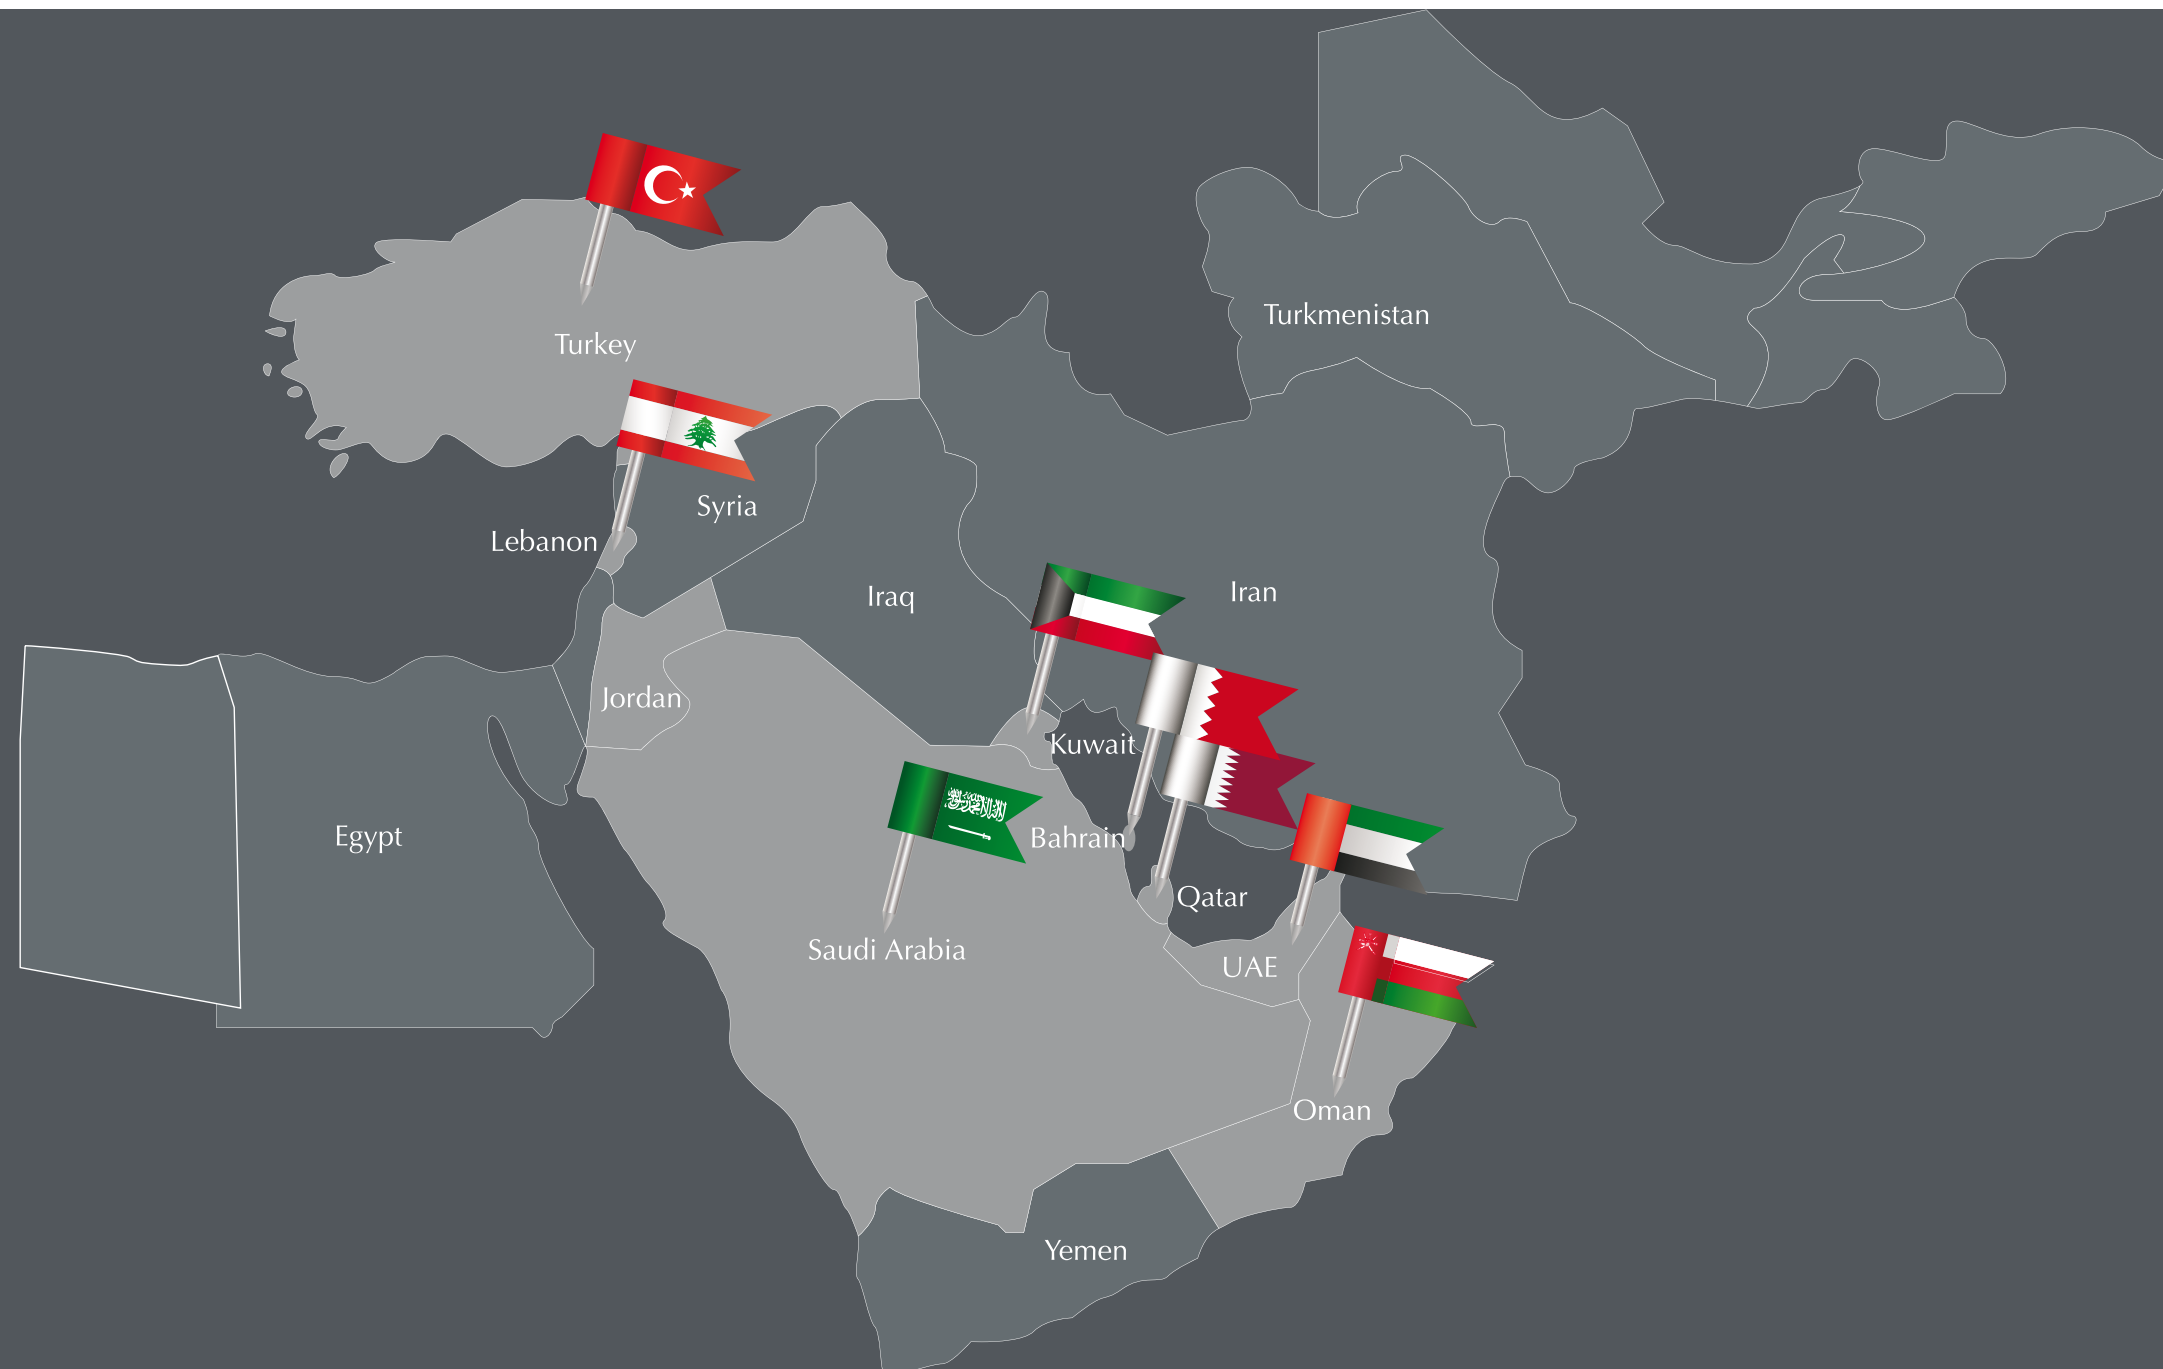 Turkmenistan
Turkey
Syria
Lebanon
Iran
Iraq
Jordan
Kuwait
Egypt
Bahrain
Qatar
Saudi Arabia
UAE
Oman
Yemen